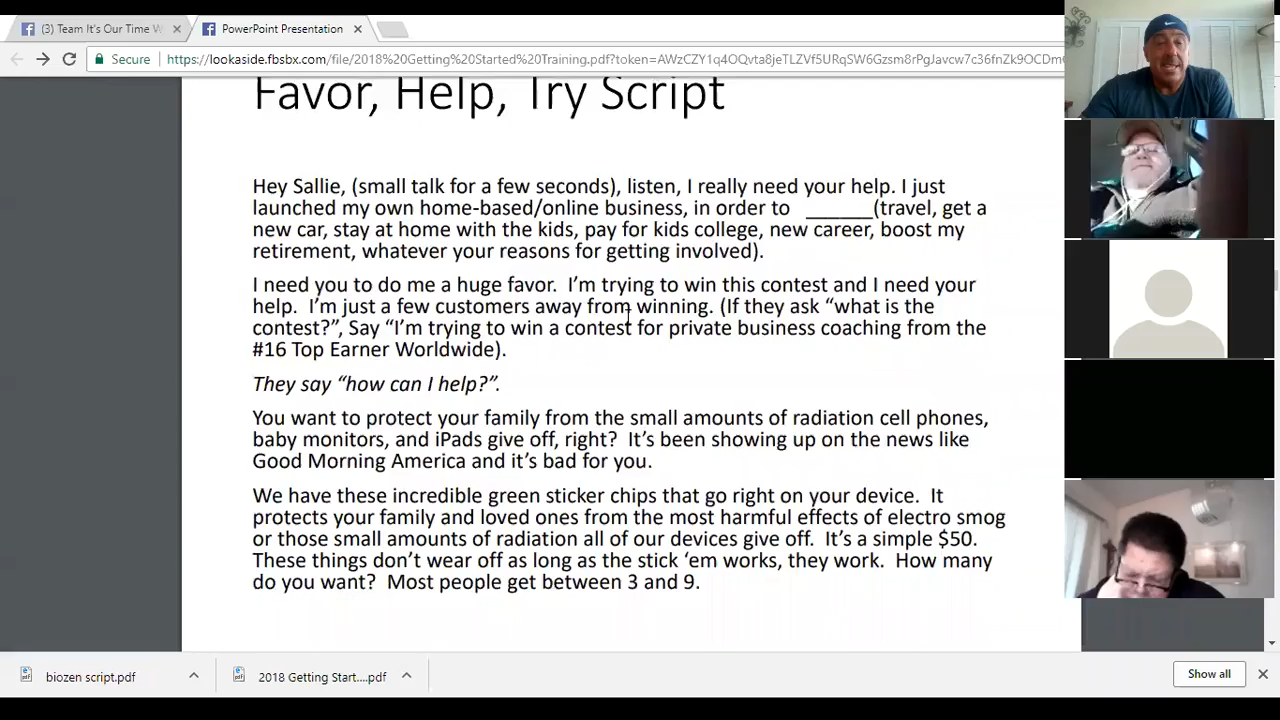 (3) Team It's Our Time W
PowerPoint Presentation
Secure
https://lookaside.fbsbx.com/file/2018%20Getting%20Started%20Training.pdf?token=AWzCZY1q4OQvta8jeTLZVf5URqSW6Gzsm8rPgJavcw7c36fnZk9OCDm
Favor, Help, Try Script
Hey Sallie, (small talk for a few seconds), listen, I really need your help. I just
launched my own home-based/online business, in order to ______(travel, get a
new car, stay at home with the kids, pay for kids college, new career, boost my
retirement, whatever your reasons for getting involved).
I need you to do me a huge favor.  I'm trying to win this contest and I need your
help.  I'm just a few customers away from winning. (If they ask "what is the
contest?", Say "I'm trying to win a contest for private business coaching from the
#16 Top Earner Worldwide).
They say "how can I help?".
You want to protect your family from the small amounts of radiation cell phones,
baby monitors, and iPads give off, right?  It's been showing up on the news like
Good Morning America and it's bad for you.
We have these incredible green sticker chips that go right on your device.  It
protects your family and loved ones from the most harmful effects of electro smog
or those small amounts of radiation all of our devices give off.  It's a simple $50.
These things don't wear off as long as the stick 'em works, they work.  How many
do you want?  Most people get between 3 and 9.
biozen script.pdf
2018 Getting Start....pdf
Show all